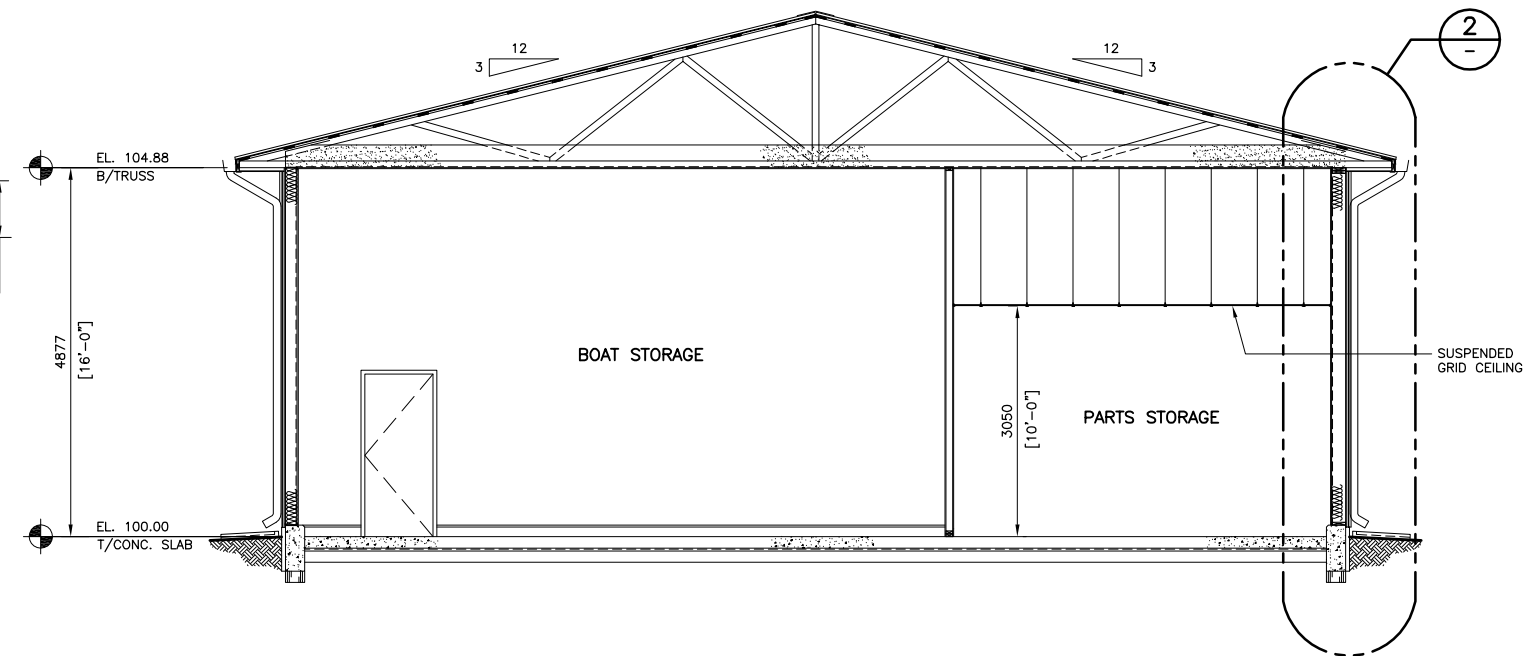 2
-
12
3
12
3
EL. 104.88
B/TRUSS
4877
[16'-0"]
BOAT STORAGE
SUSPENDED
GRID CEILING
3050
[10'-0"]
PARTS STORAGE
EL. 100.00
T/CONC. SLAB